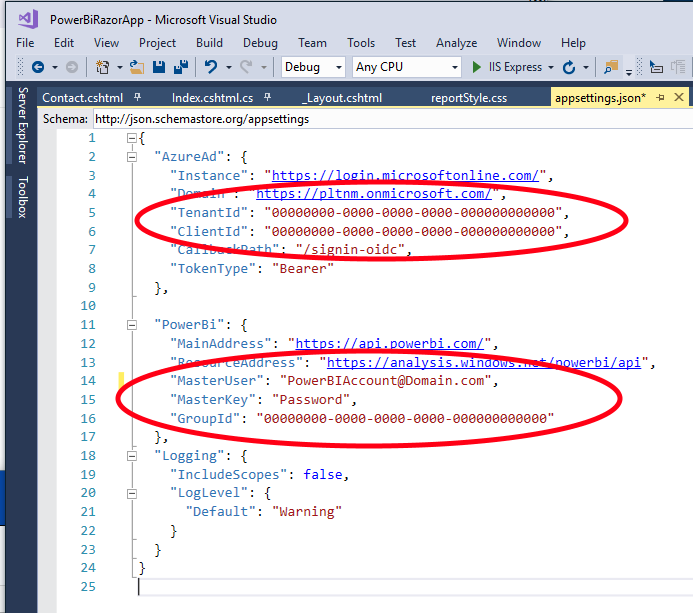 PowerBiRazorApp - Microsoft Visual Studio
File Edit View Project Build Debug Team Tools Test Analyze Window Help
Debug Any CPU IIS Express
Contact.cshtml Index.cshtml.cs _Layout.cshtml reportStyle.css appsettings.json*
Server Explorer
Toolbox
Schema: http://json.schemastore.org/appsettings
1 {
2 "AzureAd": {
3 "Instance": "https://login.microsoftonline.com/",
4 "Domain": "https://pltnm.onmicrosoft.com/",
5 "TenantId": "00000000-0000-0000-0000-000000000000",
6 "ClientId": "00000000-0000-0000-0000-000000000000",
7 "CallbackPath": "/signin-oidc",
8 "TokenType": "Bearer"
9 },
10
11 "PowerBi": {
12 "MainAddress": "https://api.powerbi.com/",
13 "ResourceAddress": "https://analysis.windows.net/powerbi/api",
14 "MasterUser": "PowerBIAccount@Domain.com",
15 "MasterKey": "Password",
16 "GroupId": "00000000-0000-0000-0000-000000000000"
17 },
18 "Logging": {
19 "IncludeScopes": false,
20 "LogLevel": {
21 "Default": "Warning"
22 }
23 }
24 }
25